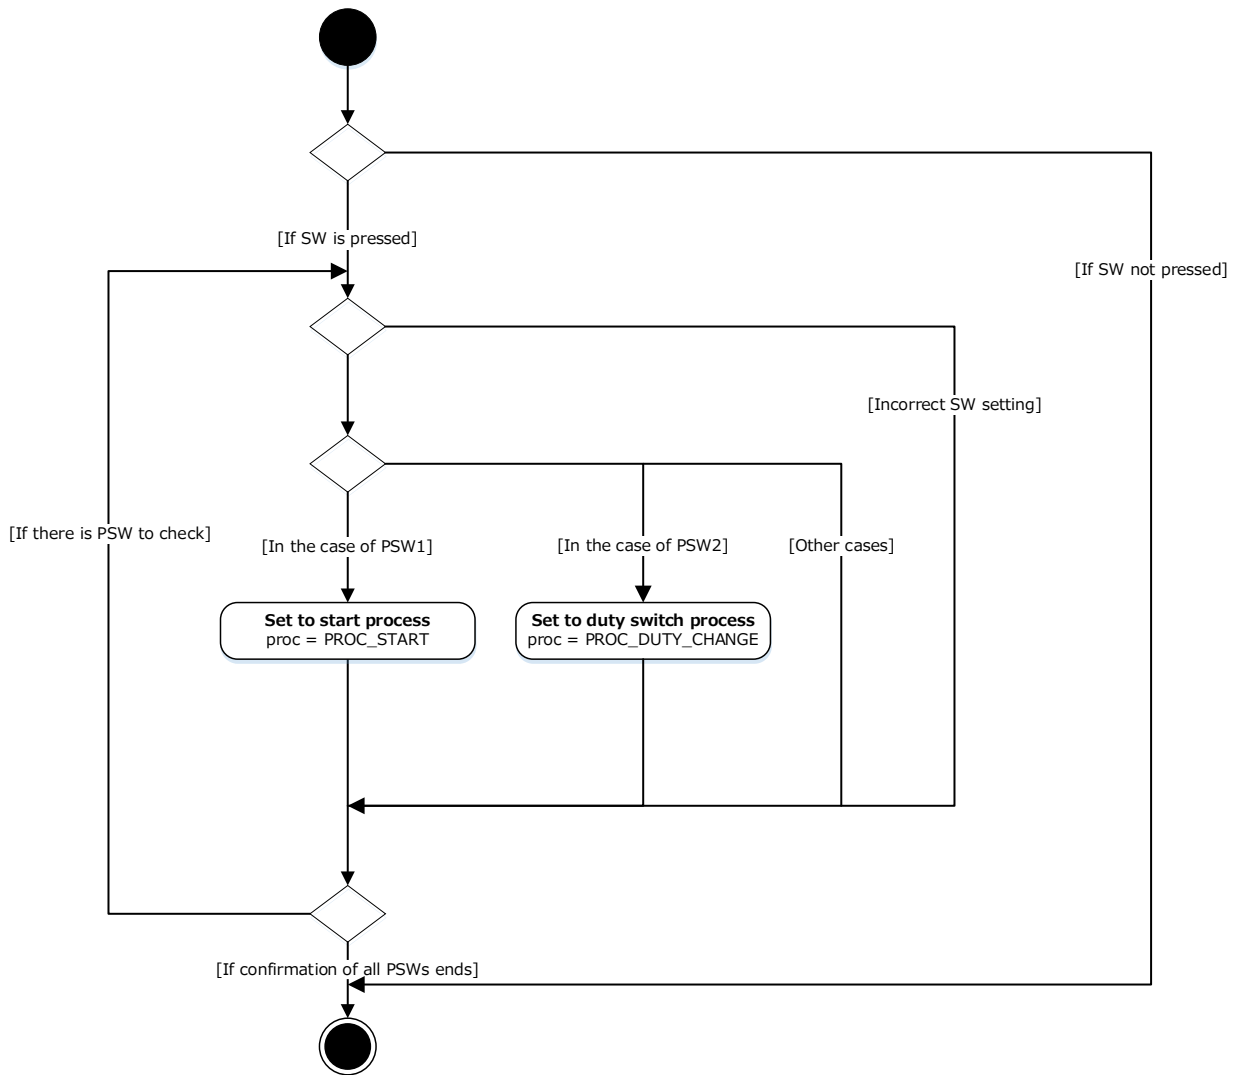 [If SW is pressed]
[If SW not pressed]
[Incorrect SW setting]
[If there is PSW to check]
[In the case of PSW1]
[In the case of PSW2]
[Other cases]
Set to start process
proc = PROC_START
Set to duty switch process
proc = PROC_DUTY_CHANGE
[If confirmation of all PSWs ends]